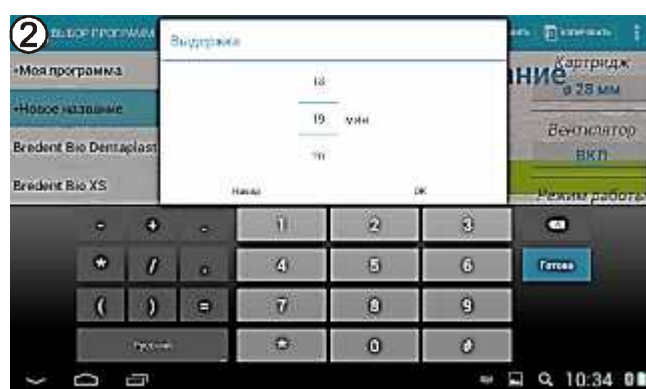 2
ВЫБОР ПРОГРАММ
Выдержка
Картридж
•Моя программа
18
ø 28 мм
•Новое название
19 мин
Вентилятор
Bredent Bio Dentaplast
20
ВКЛ
Bredent Bio XS
Назад
OK
Режим работы
- + .
1 2 3
* / ,
4 5 6
Готово
( ) =
7 8 9
Русский
* 0 #
10:34